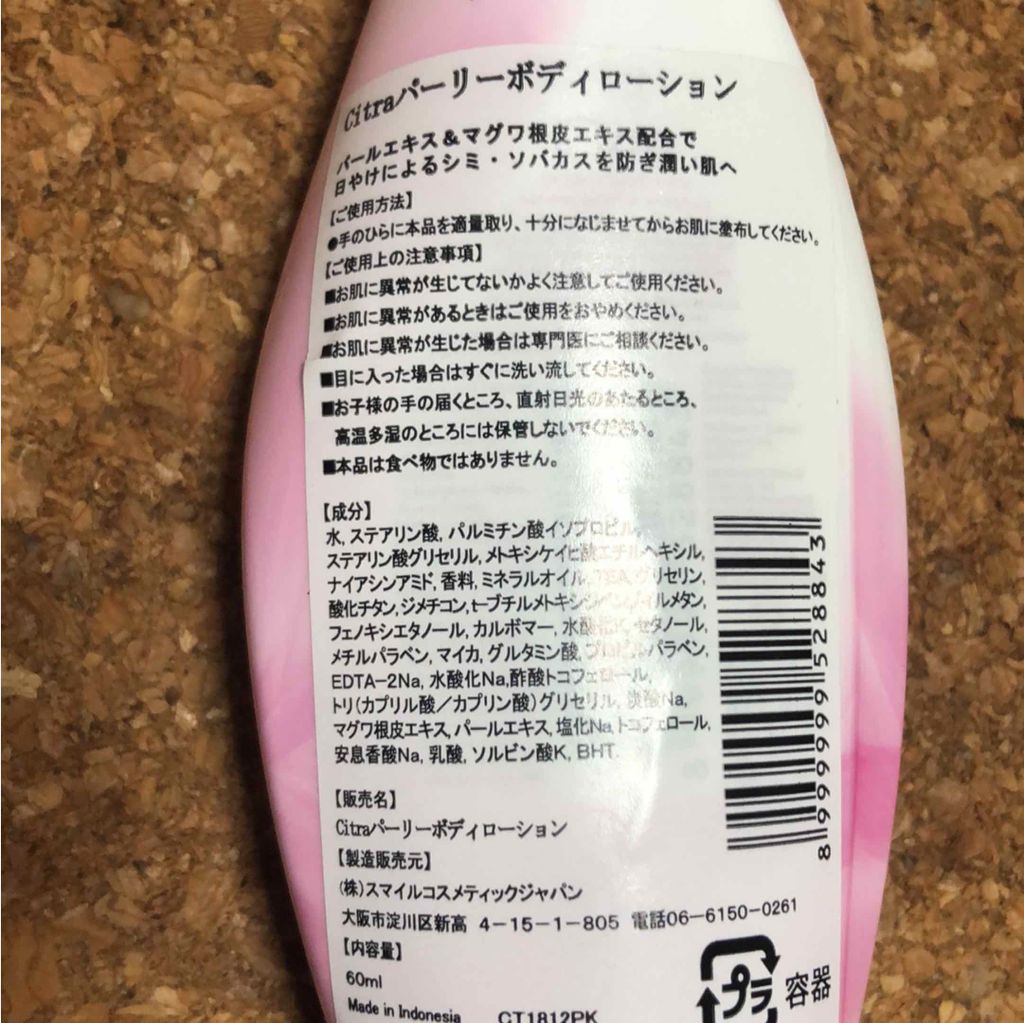 Citraパーリーボディローション
パールエキス&マグワ根皮エキス配合で
日やけによるシミ・ソバカスを防ぎ潤い肌へ
【ご使用方法】
●手のひらに本品を適量取り、十分になじませてからお肌に塗布してください。
【ご使用上の注意事項】
■お肌に異常が生じてないかよく注意してご使用ください。
■お肌に異常があるときはご使用をおやめください。
■お肌に異常が生じた場合は専門医にご相談ください。
■目に入った場合はすぐに洗い流してください。
■お子様の手の届くところ、直射日光のあたるところ、
高温多湿のところには保管しないでください。
■本品は食べ物ではありません。
【成分】
水, ステアリン酸, パルミチン酸イソプロピル,
ステアリン酸グリセリル, メトキシケイヒ酸エチルヘキシル,
ナイアシンアミド, 香料, ミネラルオイル, TEA, グリセリン,
酸化チタン, ジメチコン, t-ブチルメトキシジベンゾイルメタン,
フェノキシエタノール, カルボマー, 水酸化K, セタノール,
メチルパラベン, マイカ, グルタミン酸, プロピルパラベン,
EDTA-2Na, 水酸化Na, 酢酸トコフェロール,
トリ(カプリル酸/カプリン酸)グリセリル, 炭酸Na,
マグワ根皮エキス, パールエキス, 塩化Na, トコフェロール,
安息香酸Na, 乳酸, ソルビン酸K, BHT.
【販売名】
Citraパーリーボディローション
【製造販売元】
(株)スマイルコスメティックジャパン
大阪市淀川区新高 4-15-1-805 電話06-6150-0261
【内容量】
60ml
Made in Indonesia CT1812PK
8999999528843
プラ 容器